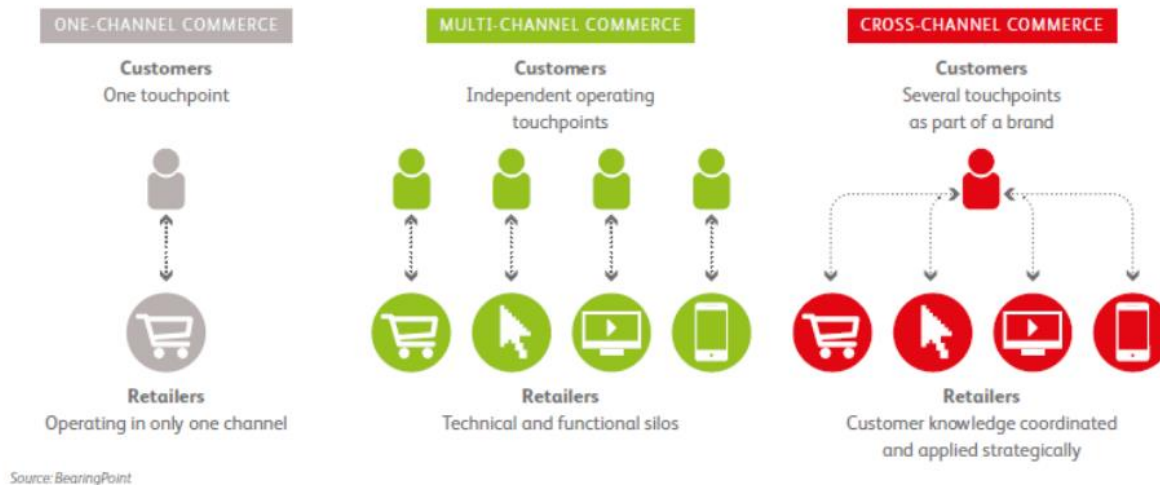 ONE-CHANNEL COMMERCE
Customers
One touchpoint
Retailers
Operating in only one channel
MULTI-CHANNEL COMMERCE
Customers
Independent operating
touchpoints
Retailers
Technical and functional silos
CROSS-CHANNEL COMMERCE
Customers
Several touchpoints
as part of a brand
Retailers
Customer knowledge coordinated
and applied strategically
Source: BearingPoint